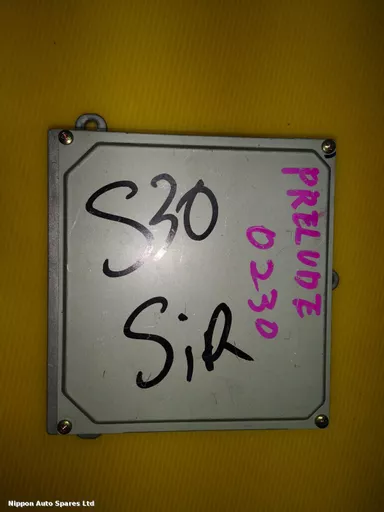 S30
SiR
PRELUDE
0230
Nippon Auto Spares Ltd